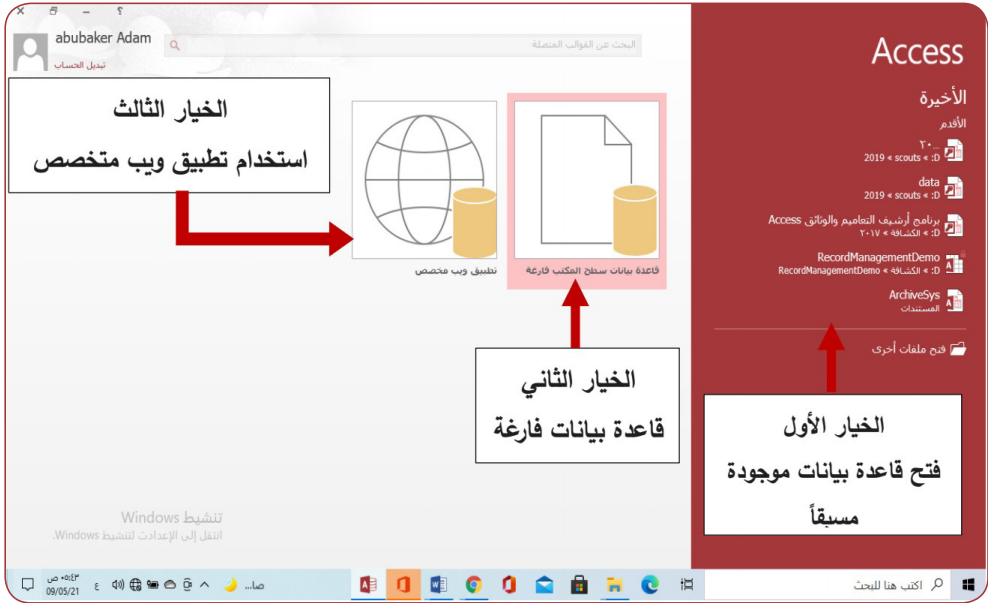 abubaker Adam
تبديل الحساب
البحث عن القوالب المتصلة
Access
الأخيرة
الأقدم
٢٠_...
D: » scouts » 2019
data
D: » scouts » 2019
برنامج أرشيف التعاميم والوثائق Access
D: » الكشافة » ٢٠١٧
RecordManagementDemo
D: » الكشافة » RecordManagementDemo
ArchiveSys
المستندات
فتح ملفات أخرى
قاعدة بيانات سطح المكتب فارغة
تطبيق ويب مخصص
الخيار الثالث
استخدام تطبيق ويب متخصص
الخيار الثاني
قاعدة بيانات فارغة
الخيار الأول
فتح قاعدة بيانات موجودة
مسبقاً
تنشيط Windows
انتقل إلى الإعدادت لتنشيط Windows.
اكتب هنا للبحث
صا...
ع
٠٥:٤٣ ص
09/05/21